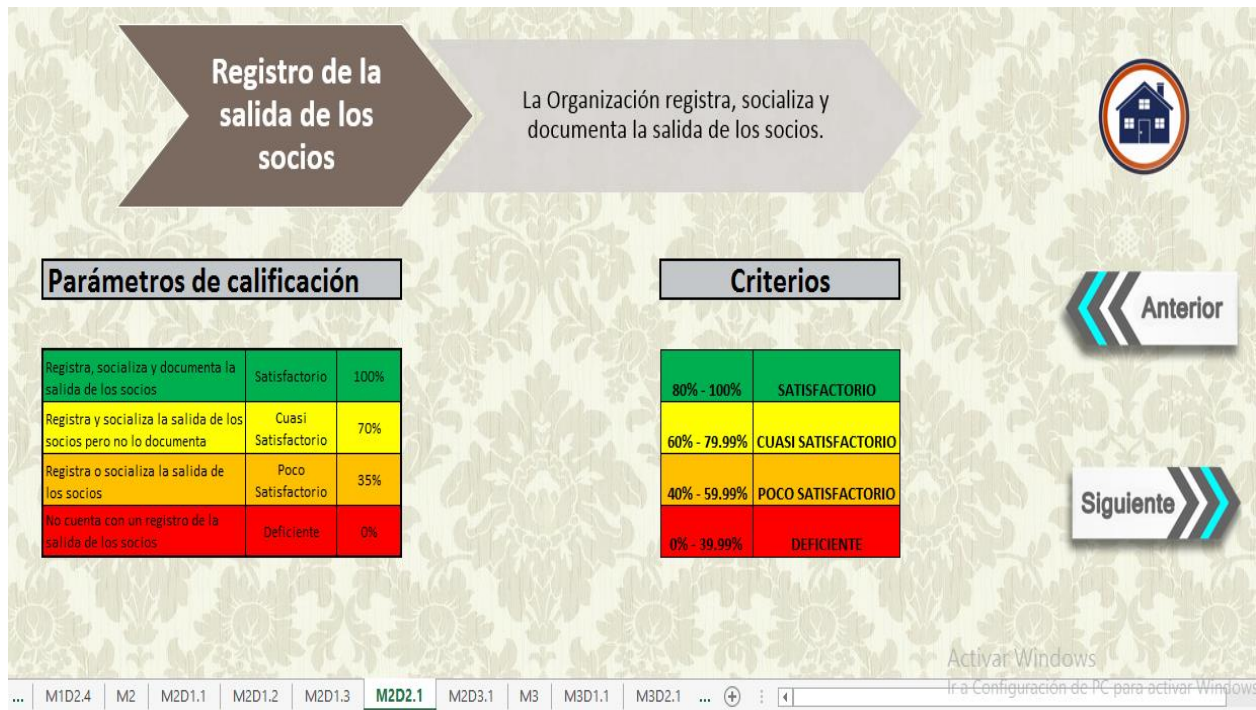 Registro de la
salida de los
socios
La Organización registra, socializa y
documenta la salida de los socios.
Parámetros de calificación
Registra, socializa y documenta la
salida de los socios
Satisfactorio
100%
Registra y socializa la salida de los
socios pero no lo documenta
Cuasi
Satisfactorio
70%
Registra o socializa la salida de
los socios
Poco
Satisfactorio
35%
No cuenta con un registro de la
salida de los socios
Deficiente
0%
Criterios
80% - 100% SATISFACTORIO
60% - 79.99% CUASI SATISFACTORIO
40% - 59.99% POCO SATISFACTORIO
0% - 39.99% DEFICIENTE
Anterior
Siguiente
Activar Windows
Ir a Configuración de PC para activar Windows
... M1D2.4 M2 M2D1.1 M2D1.2 M2D1.3 M2D2.1 M2D3.1 M3 M3D1.1 M3D2.1 ...